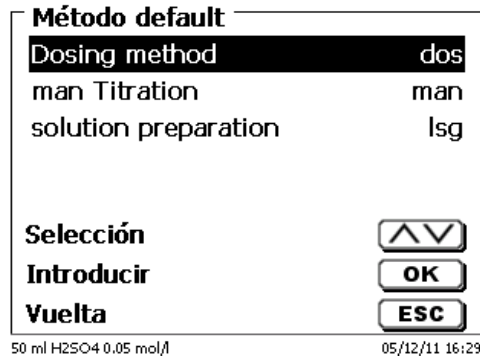 Método default
Dosing method dos
man Titration man
solution preparation lsg
Selección
Introducir OK
Vuelta ESC
50 ml H2SO4 0.05 mol/l 05/12/11 16:29